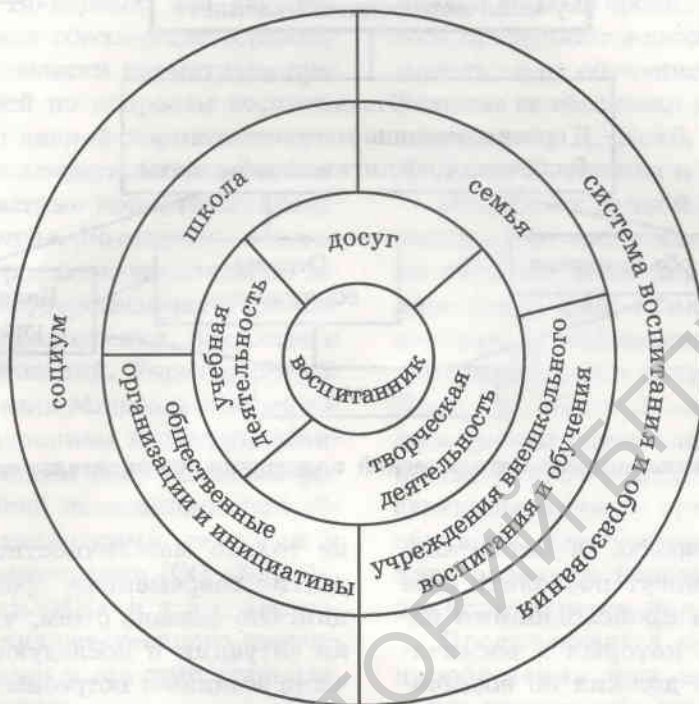 школа
семья
досуг
учебная
деятельность
воспитанник
творческая
деятельность
общественные
организации и инициативы
учреждения внешкольного
воспитания и обучения
социум
система воспитания и образования